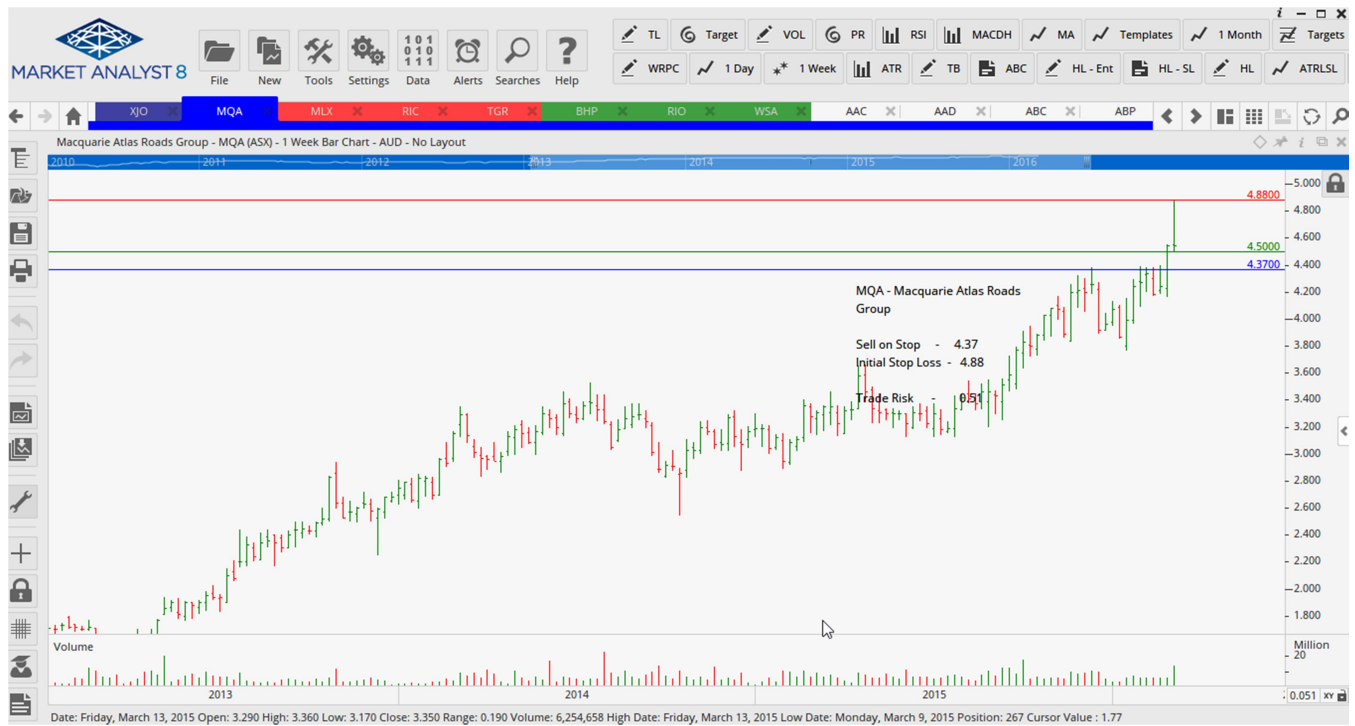 i
MARKET ANALYST 8
File New Tools Settings Data Alerts Searches Help
101
010
111
TL Target VOL PR RSI MACDH MA Templates 1 Month Targets
WRPC 1 Day 1 Week ATR TB ABC HL - Ent HL - SL HL ATRLSL
XJO MQA MLX RIC TGR BHP RIO WSA AAC AAD ABC ABP
Macquarie Atlas Roads Group - MQA (ASX) - 1 Week Bar Chart - AUD - No Layout
i
2010 2011 2012 2013 2014 2015 2016
5.000
4.8800
4.800
4.600
4.5000
4.400
4.3700
4.200
4.000
3.800
3.600
3.400
3.200
3.000
2.800
2.600
2.400
2.200
2.000
1.800
MQA - Macquarie Atlas Roads
Group
Sell on Stop - 4.37
Initial Stop Loss - 4.88
Trade Risk - 0.51
Volume
Million
20
2013 2014 2015
0.051 XY
Date: Friday, March 13, 2015 Open: 3.290 High: 3.360 Low: 3.170 Close: 3.350 Range: 0.190 Volume: 6,254,658 High Date: Friday, March 13, 2015 Low Date: Monday, March 9, 2015 Position: 267 Cursor Value : 1.77